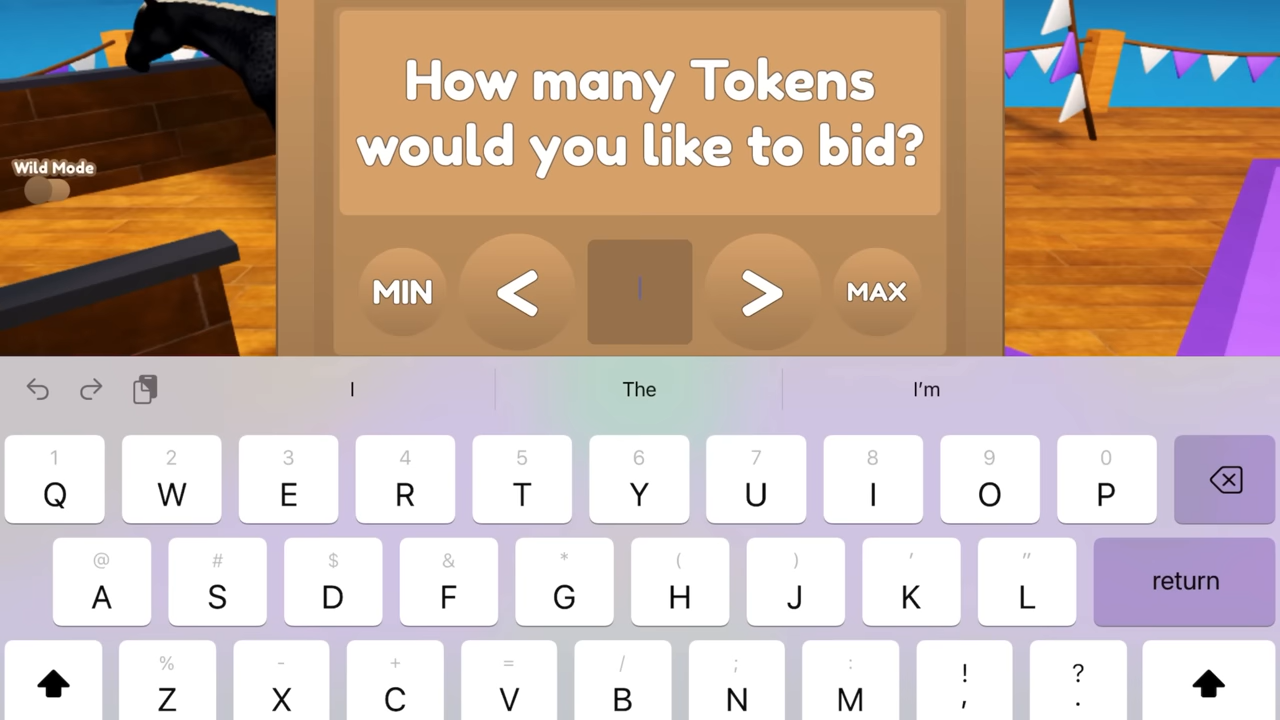 How many Tokens
would you like to bid?
Wild Mode
MIN < > MAX
I The I'm
1 2 3 4 5 6 7 8 9 0
Q W E R T Y U I O P
@ # $ & * ( ) ' "
A S D F G H J K L return
% - + = / ; : ! ?
Z X C V B N M , .